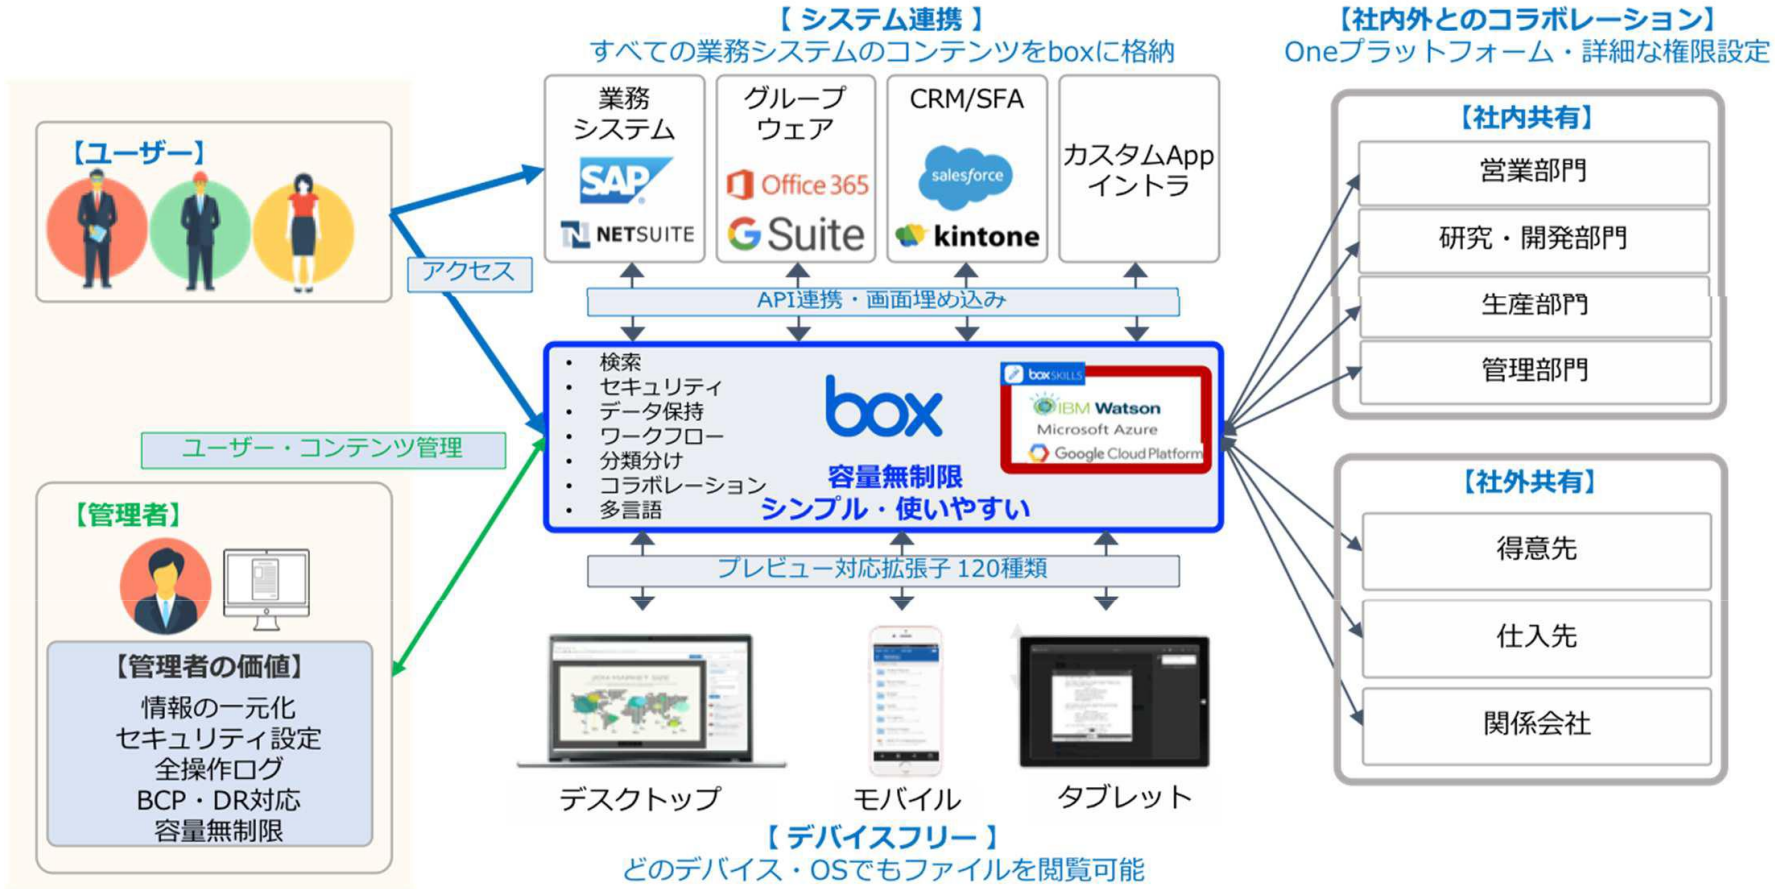 【 システム連携 】
すべての業務システムのコンテンツをboxに格納
【社内外とのコラボレーション】
Oneプラットフォーム・詳細な権限設定
【ユーザー】
アクセス
業務
システム
SAP
NETSUITE
グループ
ウェア
Office 365
G Suite
CRM/SFA
salesforce
kintone
カスタムApp
イントラ
API連携・画面埋め込み
・ 検索
・ セキュリティ
・ データ保持
・ ワークフロー
・ 分類分け
・ コラボレーション
・ 多言語
box
容量無制限
シンプル・使いやすい
box SKILLS
IBM Watson
Microsoft Azure
Google Cloud Platform
プレビュー対応拡張子 120種類
デスクトップ
モバイル
タブレット
【 デバイスフリー 】
どのデバイス・OSでもファイルを閲覧可能
ユーザー・コンテンツ管理
【管理者】
【管理者の価値】
情報の一元化
セキュリティ設定
全操作ログ
BCP・DR対応
容量無制限
【社内共有】
営業部門
研究・開発部門
生産部門
管理部門
【社外共有】
得意先
仕入先
関係会社